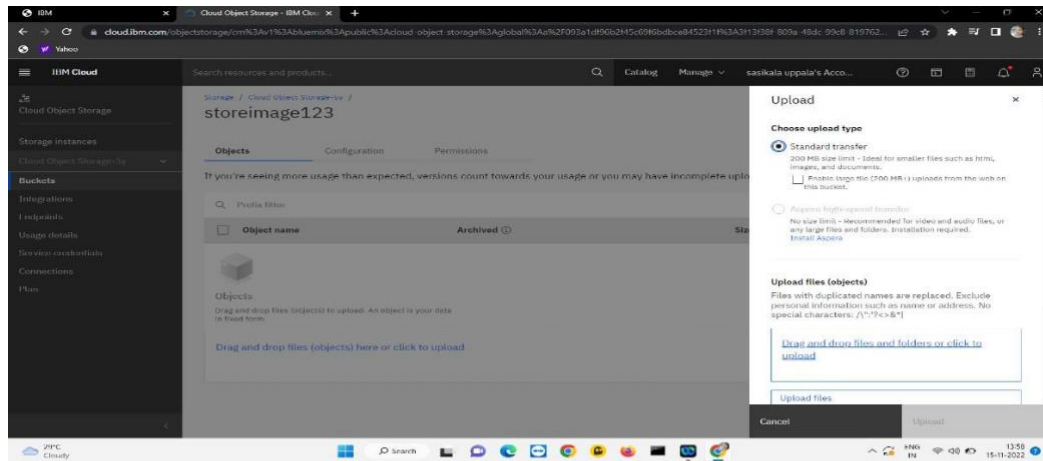 IBM
Cloud Object Storage - IBM Clou
Yahoo
IBM Cloud
Search resources and products...
Catalog
Manage
sasikala uppala's Acco...
Cloud Object Storage
Storage instances
Buckets
Integrations
Endpoints
Usage details
Service credentials
Connections
Plan
storeimage123
Objects
Configuration
Permissions
If you're seeing more usage than expected, versions count towards your usage or you may have incomplete uplo
Prefix filter
Object name
Archived
Siz
Objects
Drag and drop files (objects) to upload. An object is your data
in fixed form.
Drag and drop files (objects) here or click to upload
Upload
Choose upload type
Standard transfer
200 MB size limit - Ideal for smaller files such as html,
images, and documents.
Enable large file (200 MB+) uploads from the web on
this bucket.
Aspera high-speed transfer
No size limit - Recommended for video and audio files, or
any large files and folders. Installation required.
Install Aspera
Upload files (objects)
Files with duplicated names are replaced. Exclude
personal information such as name or address. No
Drag and drop files and folders or click to
upload
Upload files
Cancel
Upload
29°C
Cloudy
Search
ENG
IN
13:58
15-11-2022